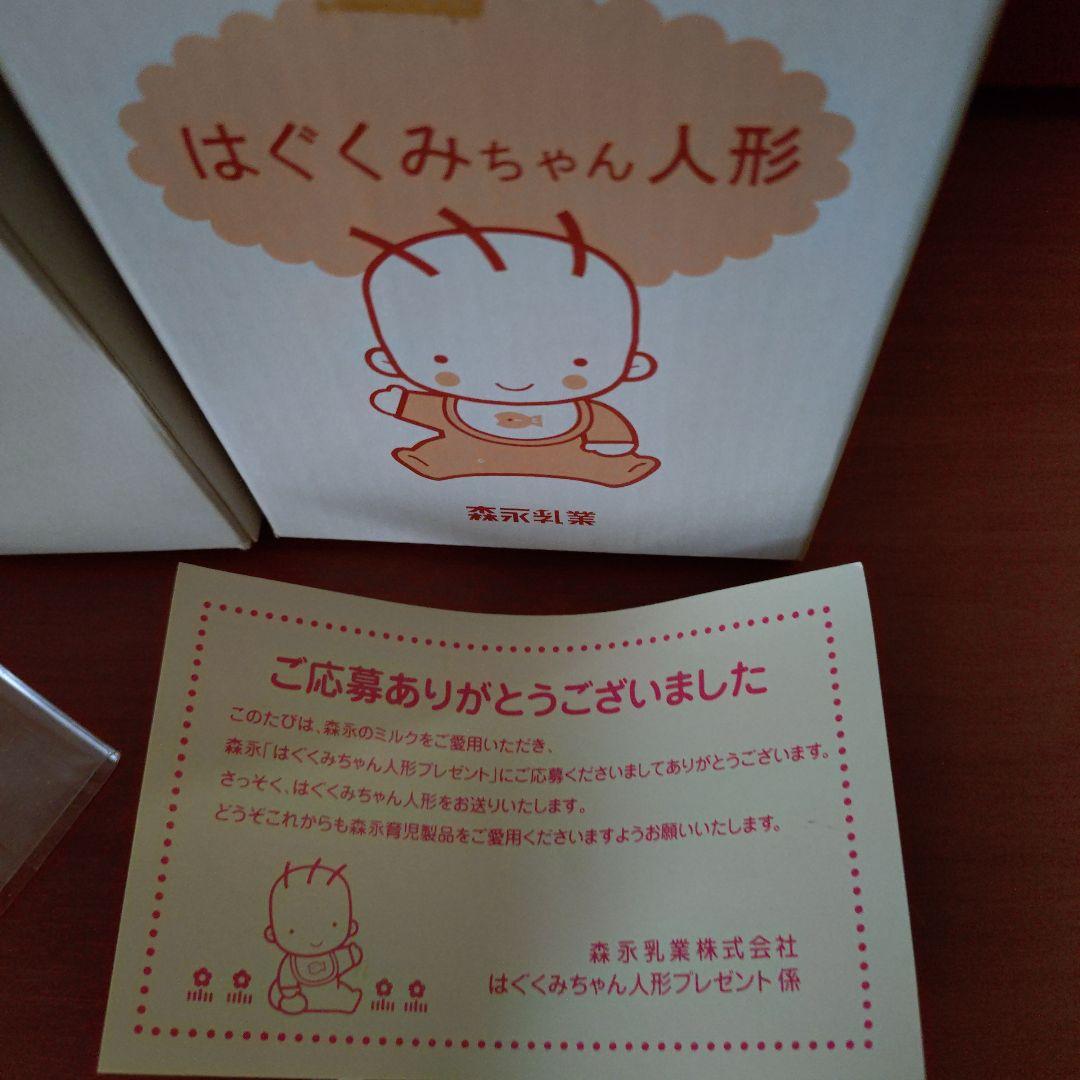 はぐくみちゃん人形
森永乳業
ご応募ありがとうございました
このたびは、森永のミルクをご愛用いただき、
森永「はぐくみちゃん人形プレゼント」にご応募くださいましてありがとうございます。
さっそく、はぐくみちゃん人形をお送りいたします。
どうぞこれからも森永育児製品をご愛用くださいますようお願いいたします。
森永乳業株式会社
はぐくみちゃん人形プレゼント係